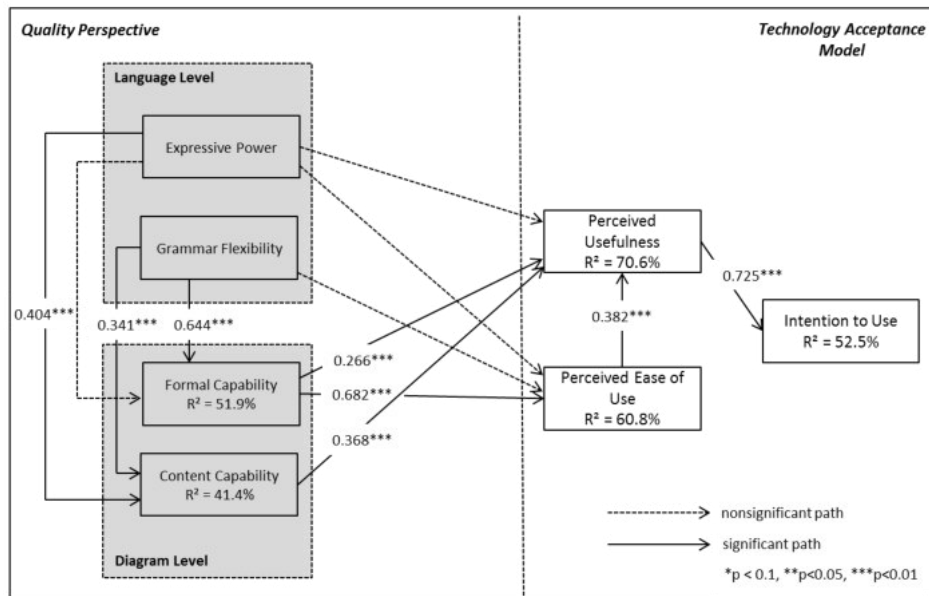 Quality Perspective
Technology Acceptance
Model
Language Level
Expressive Power
Grammar Flexibility
Perceived
Usefulness
R² = 70.6%
0.725***
0.404***
0.341***
0.644***
0.382***
Intention to Use
R² = 52.5%
0.266***
Formal Capability
R² = 51.9%
0.682***
Perceived Ease of
Use
R² = 60.8%
0.368***
Content Capability
R² = 41.4%
Diagram Level
nonsignificant path
significant path
*p < 0.1, **p<0.05, ***p<0.01